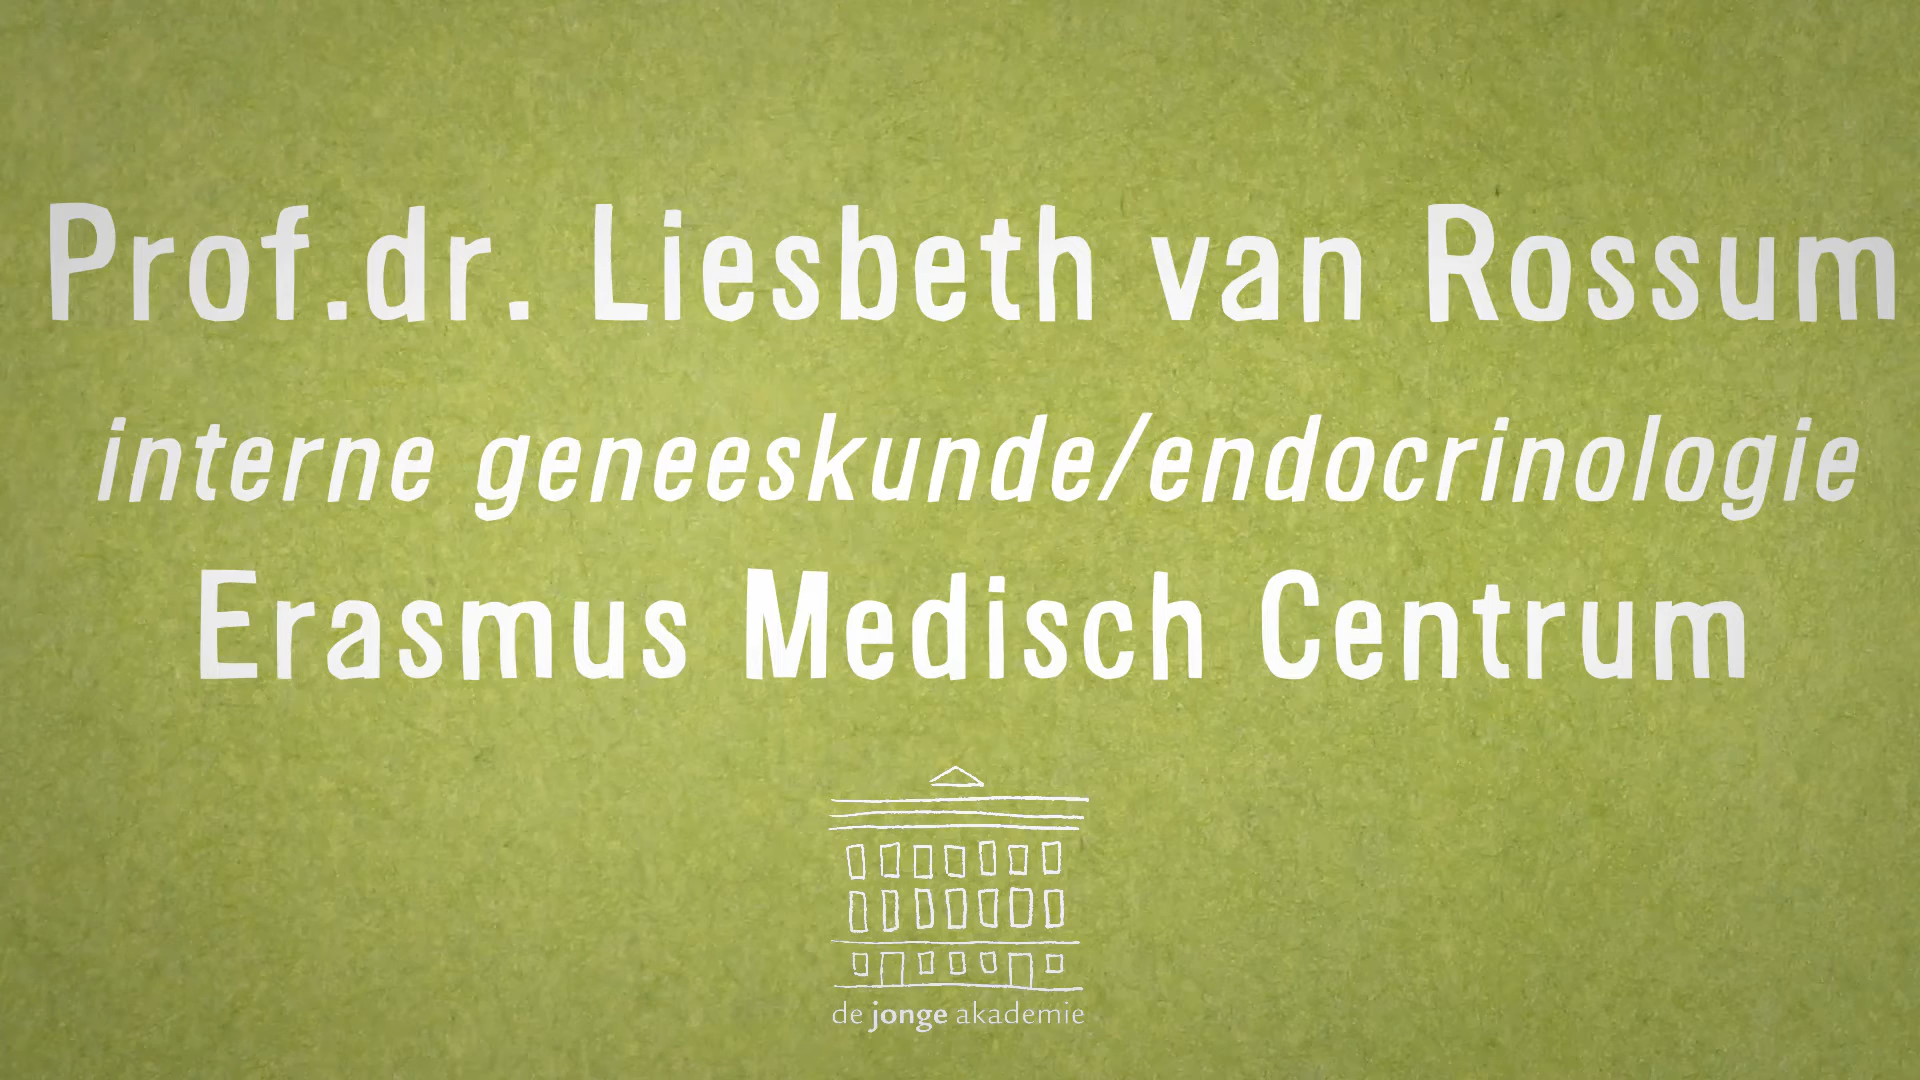 Prof.dr. Liesbeth van Rossum
interne geneeskunde/endocrinologie
Erasmus Medisch Centrum
de jonge akademie